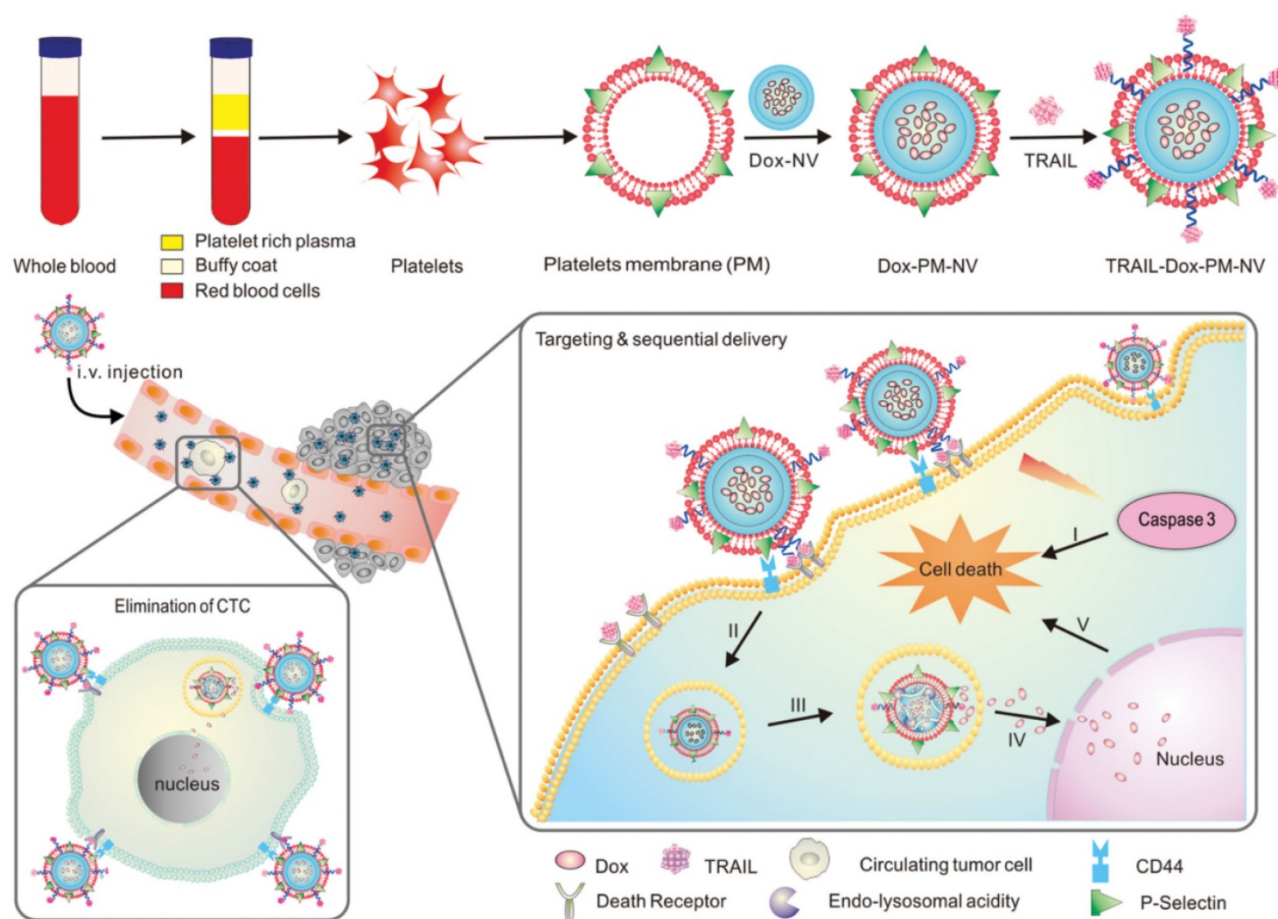 Dox-NV
TRAIL
Platelet rich plasma
Buffy coat
Red blood cells
Whole blood
Platelets
Platelets membrane (PM)
Dox-PM-NV
TRAIL-Dox-PM-NV
i.v. injection
Targeting & sequential delivery
Caspase 3
I
Cell death
II
III
IV
V
Nucleus
Elimination of CTC
nucleus
Dox
TRAIL
Circulating tumor cell
CD44
Death Receptor
Endo-lysosomal acidity
P-Selectin